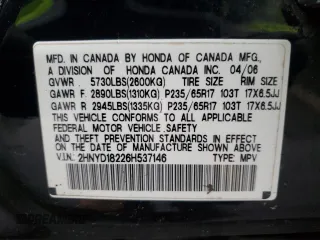 MFD. IN CANADA BY HONDA OF CANADA MFG.,
A DIVISION OF HONDA CANADA INC. 04/06
GVWR 5730LBS(2600KG) TIRE SIZE RIM SIZE
GAWR F 2890LBS(1310KG) P235/65R17 103T 17X6.5JJ
GAWR R 2945LBS(1335KG) P235/65R17 103T 17X6.5JJ
THIS VEHICLE CONFORMS TO ALL APPLICABLE
FEDERAL MOTOR VEHICLE SAFETY AND THEFT
PREVENTION STANDARDS IN EFFECT ON THE
DATE OF MANUFACTURE SHOWN ABOVE.
V.I.N. 2HNYD18226H537146 TYPE: MPV